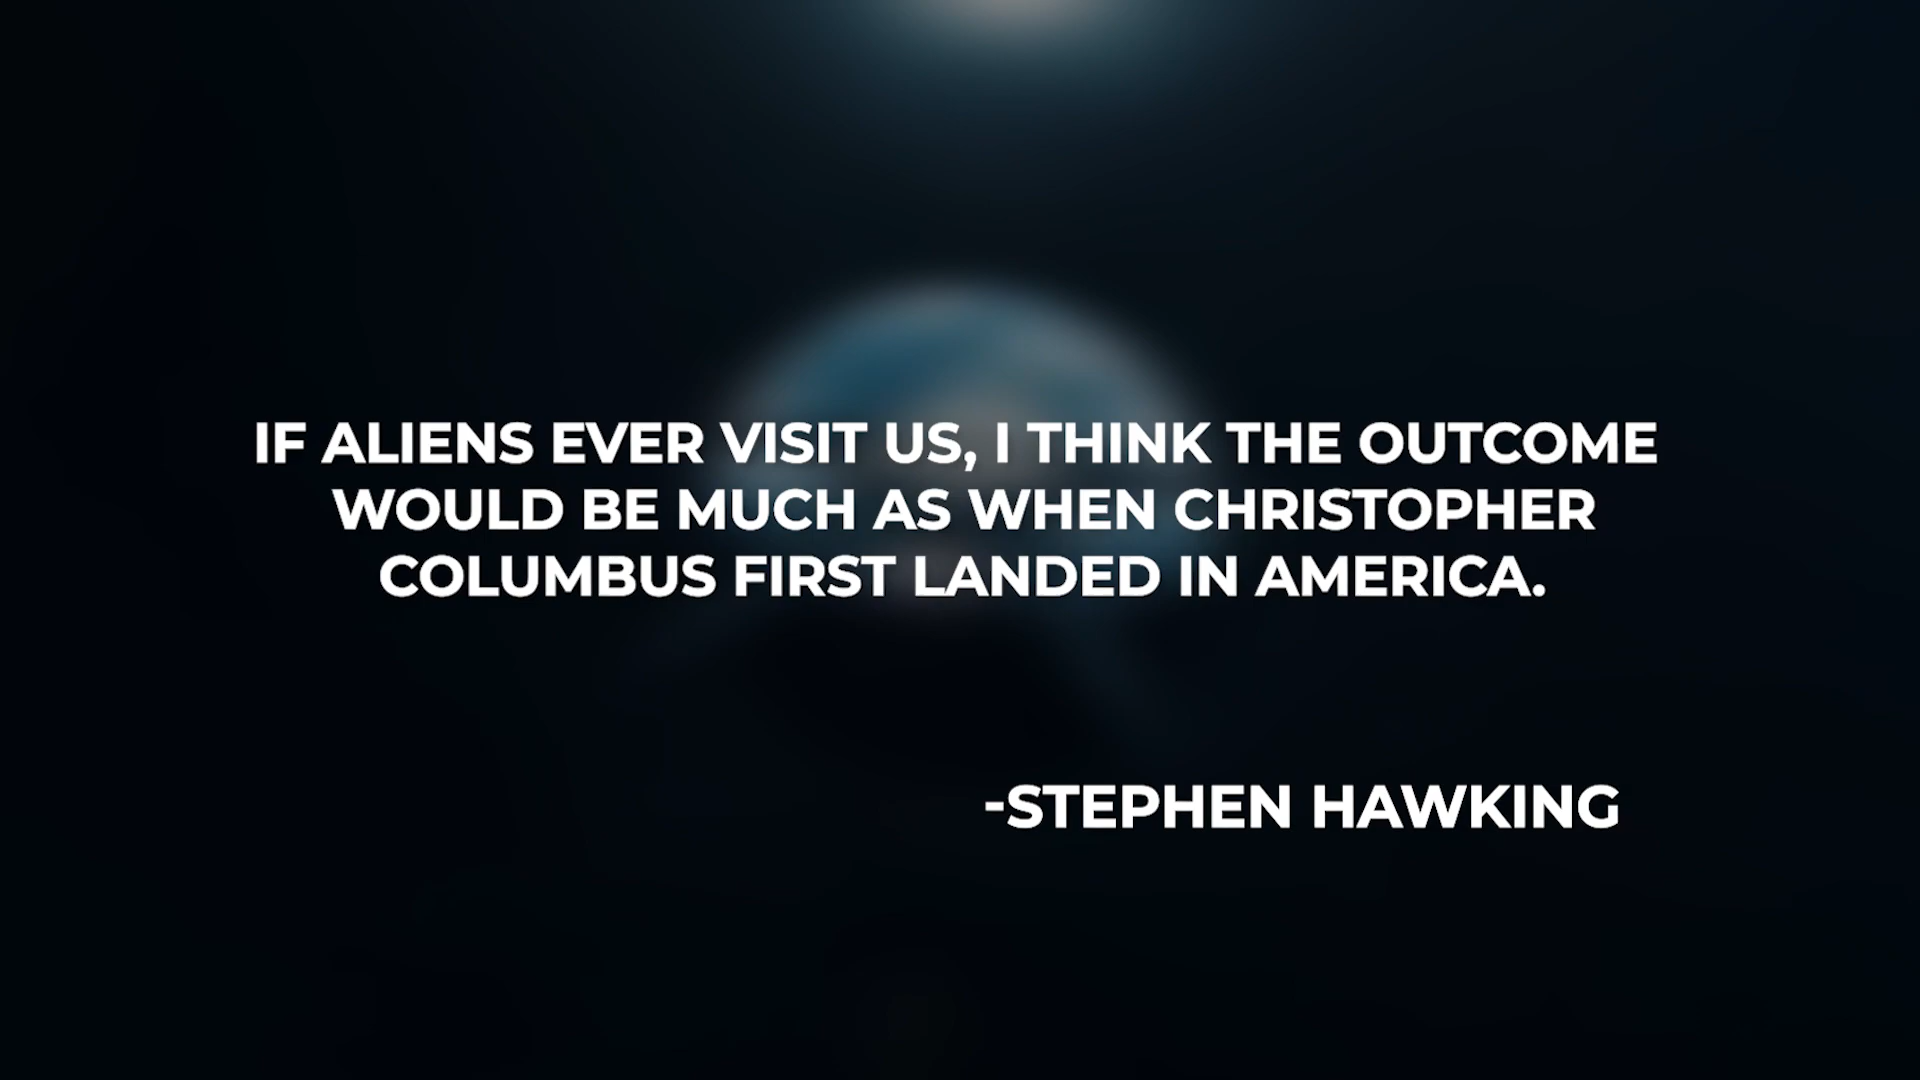 IF ALIENS EVER VISIT US, I THINK THE OUTCOME
WOULD BE MUCH AS WHEN CHRISTOPHER
COLUMBUS FIRST LANDED IN AMERICA.
-STEPHEN HAWKING